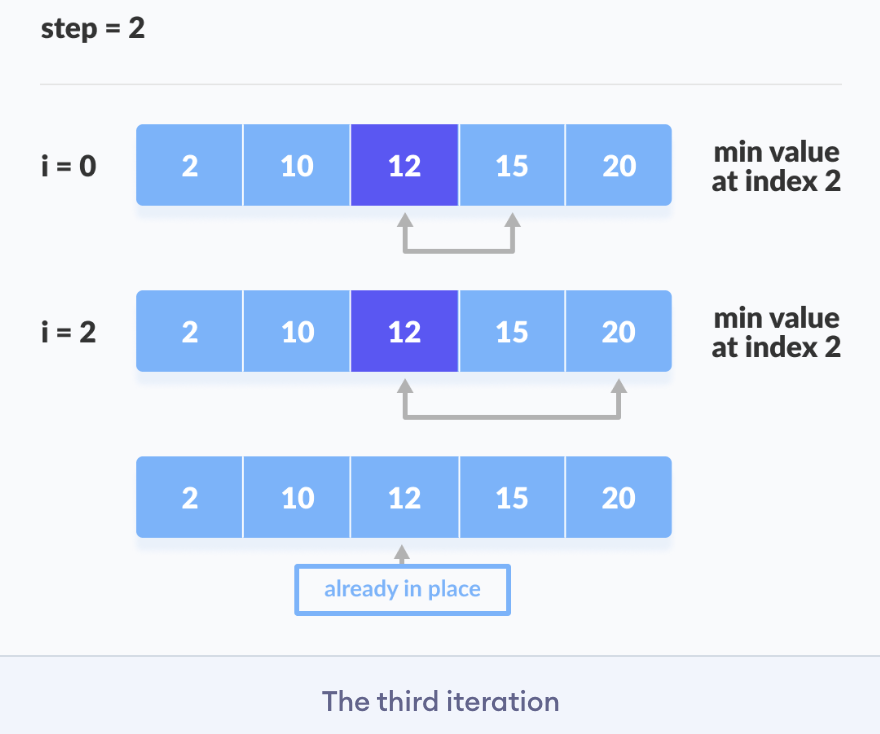 step = 2
i = 0
2 10 12 15 20
min value
at index 2
i = 2
2 10 12 15 20
min value
at index 2
2 10 12 15 20
already in place
The third iteration